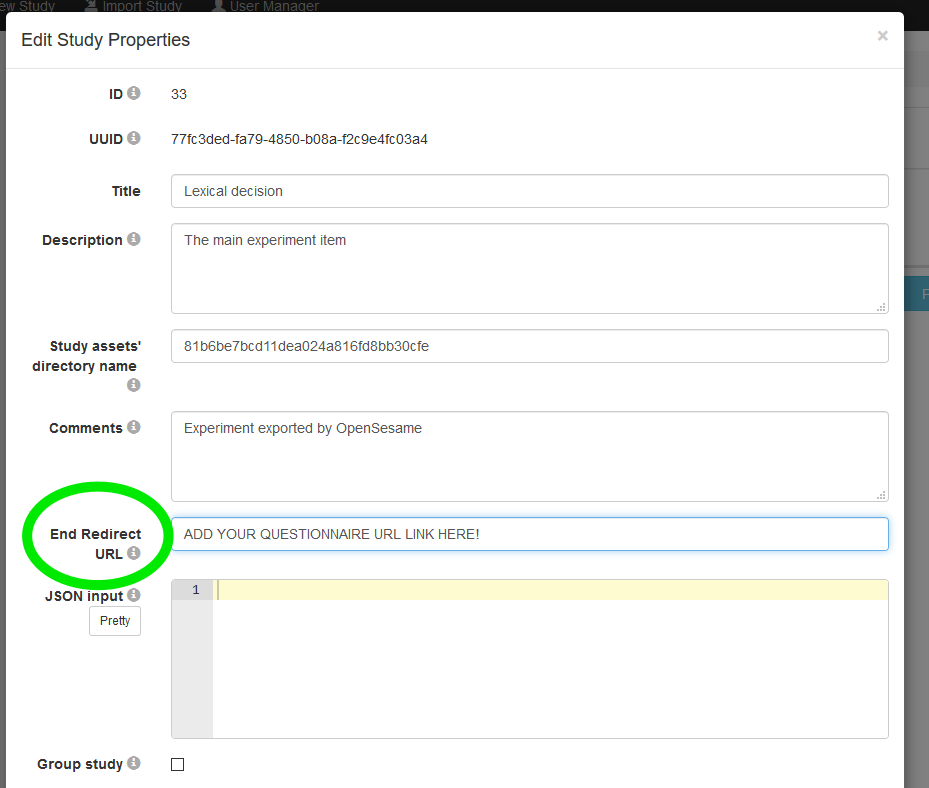 ew Study Import Study User Manager
Edit Study Properties ×
ID 33
UUID 77fc3ded-fa79-4850-b08a-f2c9e4fc03a4
Title Lexical decision
Description The main experiment item
Study assets' 81b6be7bcd11dea024a816fd8bb30cfe
directory name
Comments Experiment exported by OpenSesame
End Redirect ADD YOUR QUESTIONNAIRE URL LINK HERE!
URL
JSON input 1
Pretty
Group study